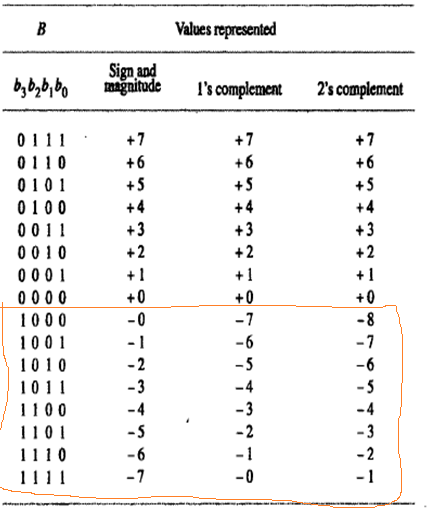 B Values represented
b3b2b1b0 Sign and magnitude 1's complement 2's complement
0 1 1 1 +7 +7 +7
0 1 1 0 +6 +6 +6
0 1 0 1 +5 +5 +5
0 1 0 0 +4 +4 +4
0 0 1 1 +3 +3 +3
0 0 1 0 +2 +2 +2
0 0 0 1 +1 +1 +1
0 0 0 0 +0 +0 +0
1 0 0 0 -0 -7 -8
1 0 0 1 -1 -6 -7
1 0 1 0 -2 -5 -6
1 0 1 1 -3 -4 -5
1 1 0 0 -4 -3 -4
1 1 0 1 -5 -2 -3
1 1 1 0 -6 -1 -2
1 1 1 1 -7 -0 -1